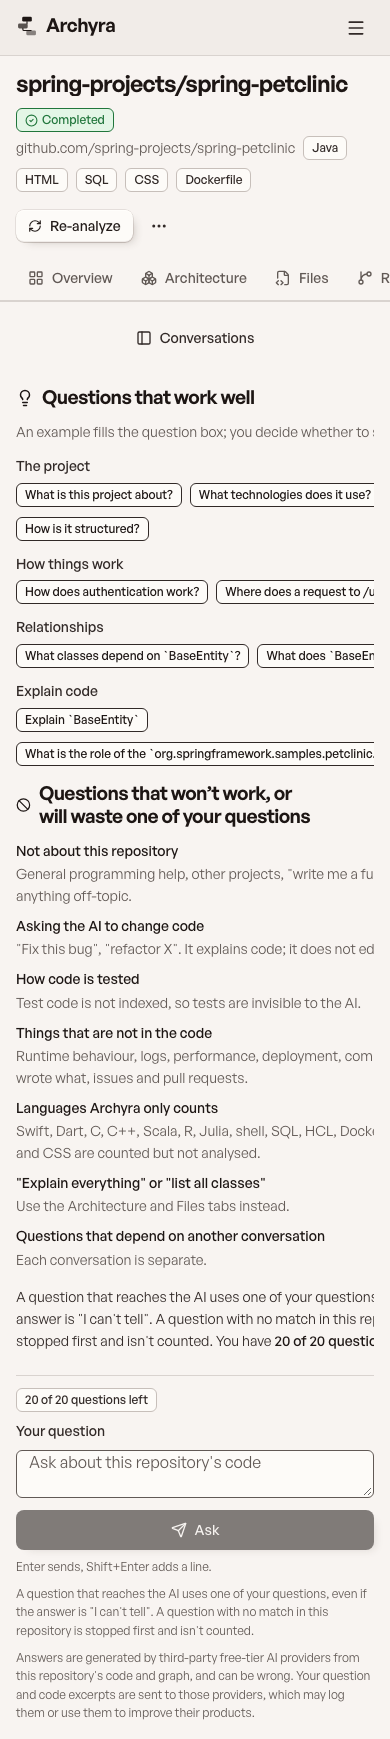 Archyra
spring-projects/spring-petclinic
Completed
github.com/spring-projects/spring-petclinic Java
HTML SQL CSS Dockerfile
Re-analyze
Overview Architecture Files R
Conversations
Questions that work well
An example fills the question box; you decide whether to
The project
What is this project about? What technologies does it use?
How is it structured?
How things work
How does authentication work? Where does a request to /u
Relationships
What classes depend on `BaseEntity`? What does `BaseEn
Explain code
Explain `BaseEntity`
What is the role of the `org.springframework.samples.petclinic.
Questions that won't work, or
will waste one of your questions
Not about this repository
General programming help, other projects, "write me a fu
anything off-topic.
Asking the AI to change code
"Fix this bug", "refactor X". It explains code; it does not ed
How code is tested
Test code is not indexed, so tests are invisible to the AI.
Things that are not in the code
Runtime behaviour, logs, performance, deployment, com
wrote what, issues and pull requests.
Languages Archyra only counts
Swift, Dart, C, C++, Scala, R, Julia, shell, SQL, HCL, Docke
and CSS are counted but not analysed.
"Explain everything" or "list all classes"
Use the Architecture and Files tabs instead.
Questions that depend on another conversation
Each conversation is separate.
A question that reaches the AI uses one of your questions
answer is "I can't tell". A question with no match in this rep
stopped first and isn't counted. You have 20 of 20 questio
20 of 20 questions left
Your question
Ask about this repository's code
Ask
Enter sends, Shift+Enter adds a line.
A question that reaches the AI uses one of your questions, even if
the answer is "I can't tell". A question with no match in this
repository is stopped first and isn't counted.
Answers are generated by third-party free-tier AI providers from
this repository's code and graph, and can be wrong. Your question
and code excerpts are sent to those providers, which may log
them or use them to improve their products.